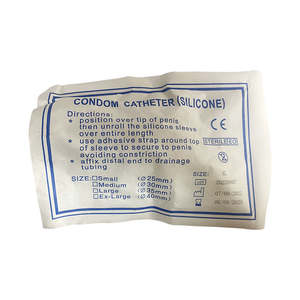 CONDOM CATHETER (SILICONE)
Directions:
• position over tip of penis
then unroll the silicone sleeve
over entire length
• use adhesive strap around top
of sleeve to secure to penis
avoiding constriction
• affix distal end to drainage
tubing
CE
STERILE EO
SIZE: □Small (Ø25mm)
□Medium (Ø30mm)
□Large (Ø35mm)
□Ex-Large (Ø40mm)
SIZE:
LOT